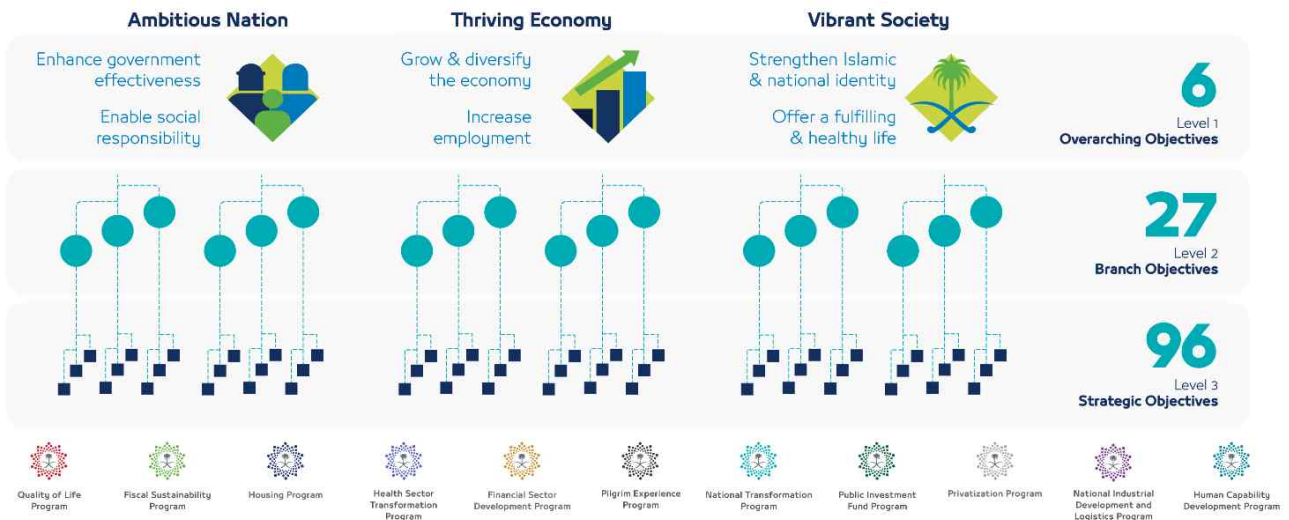 Ambitious Nation
Thriving Economy
Vibrant Society
Enhance government
effectiveness
Enable social
responsibility
Grow & diversify
the economy
Increase
employment
Strengthen Islamic
& national identity
Offer a fulfilling
& healthy life
6
Level 1
Overarching Objectives
27
Level 2
Branch Objectives
96
Level 3
Strategic Objectives
Quality of Life
Program
Fiscal Sustainability
Program
Housing Program
Health Sector
Transformation
Program
Financial Sector
Development Program
Pilgrim Experience
Program
National Transformation
Program
Public Investment
Fund Program
Privatization Program
National Industrial
Development and
Logistics Program
Human Capability
Development Program